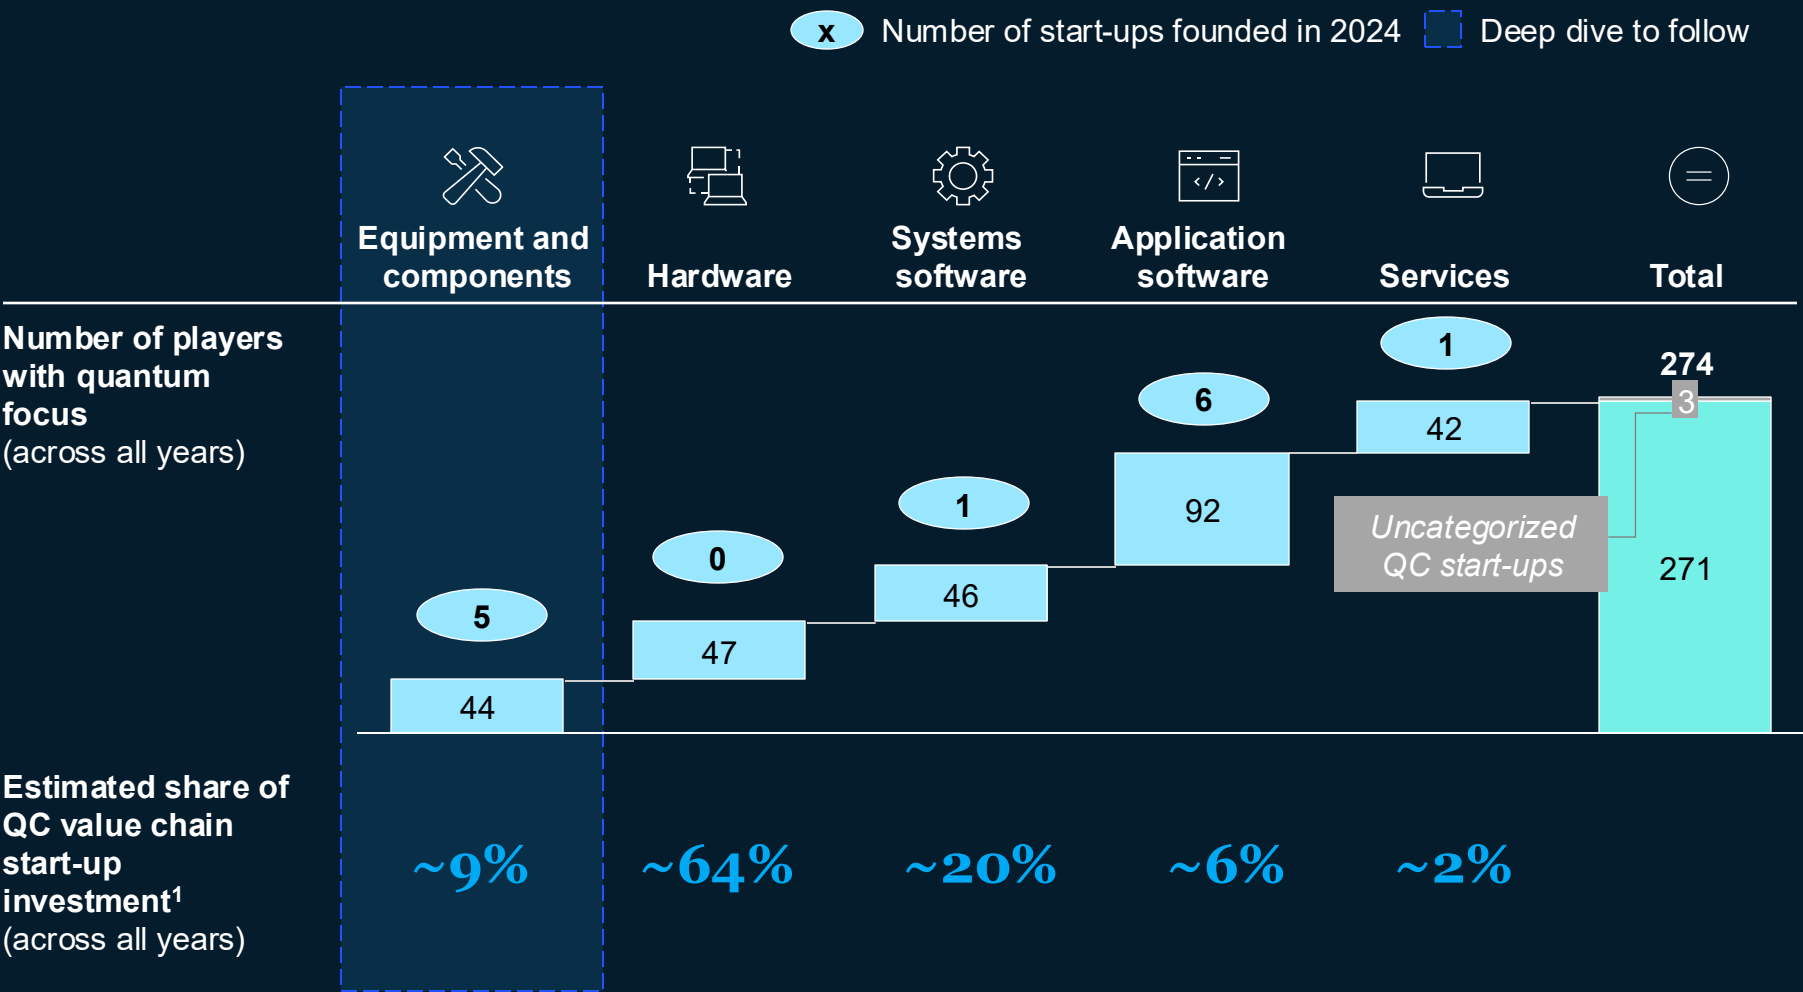 x Number of start-ups founded in 2024 Deep dive to follow
Equipment and
components
Hardware
Systems
software
</>
Application
software
Services
Total
Number of players
with quantum
focus
(across all years)
5
44
0
47
1
46
6
92
1
42
274
3
Uncategorized
QC start-ups
271
Estimated share of
QC value chain
start-up
investment¹
(across all years)
~9%
~64%
~20%
~6%
~2%